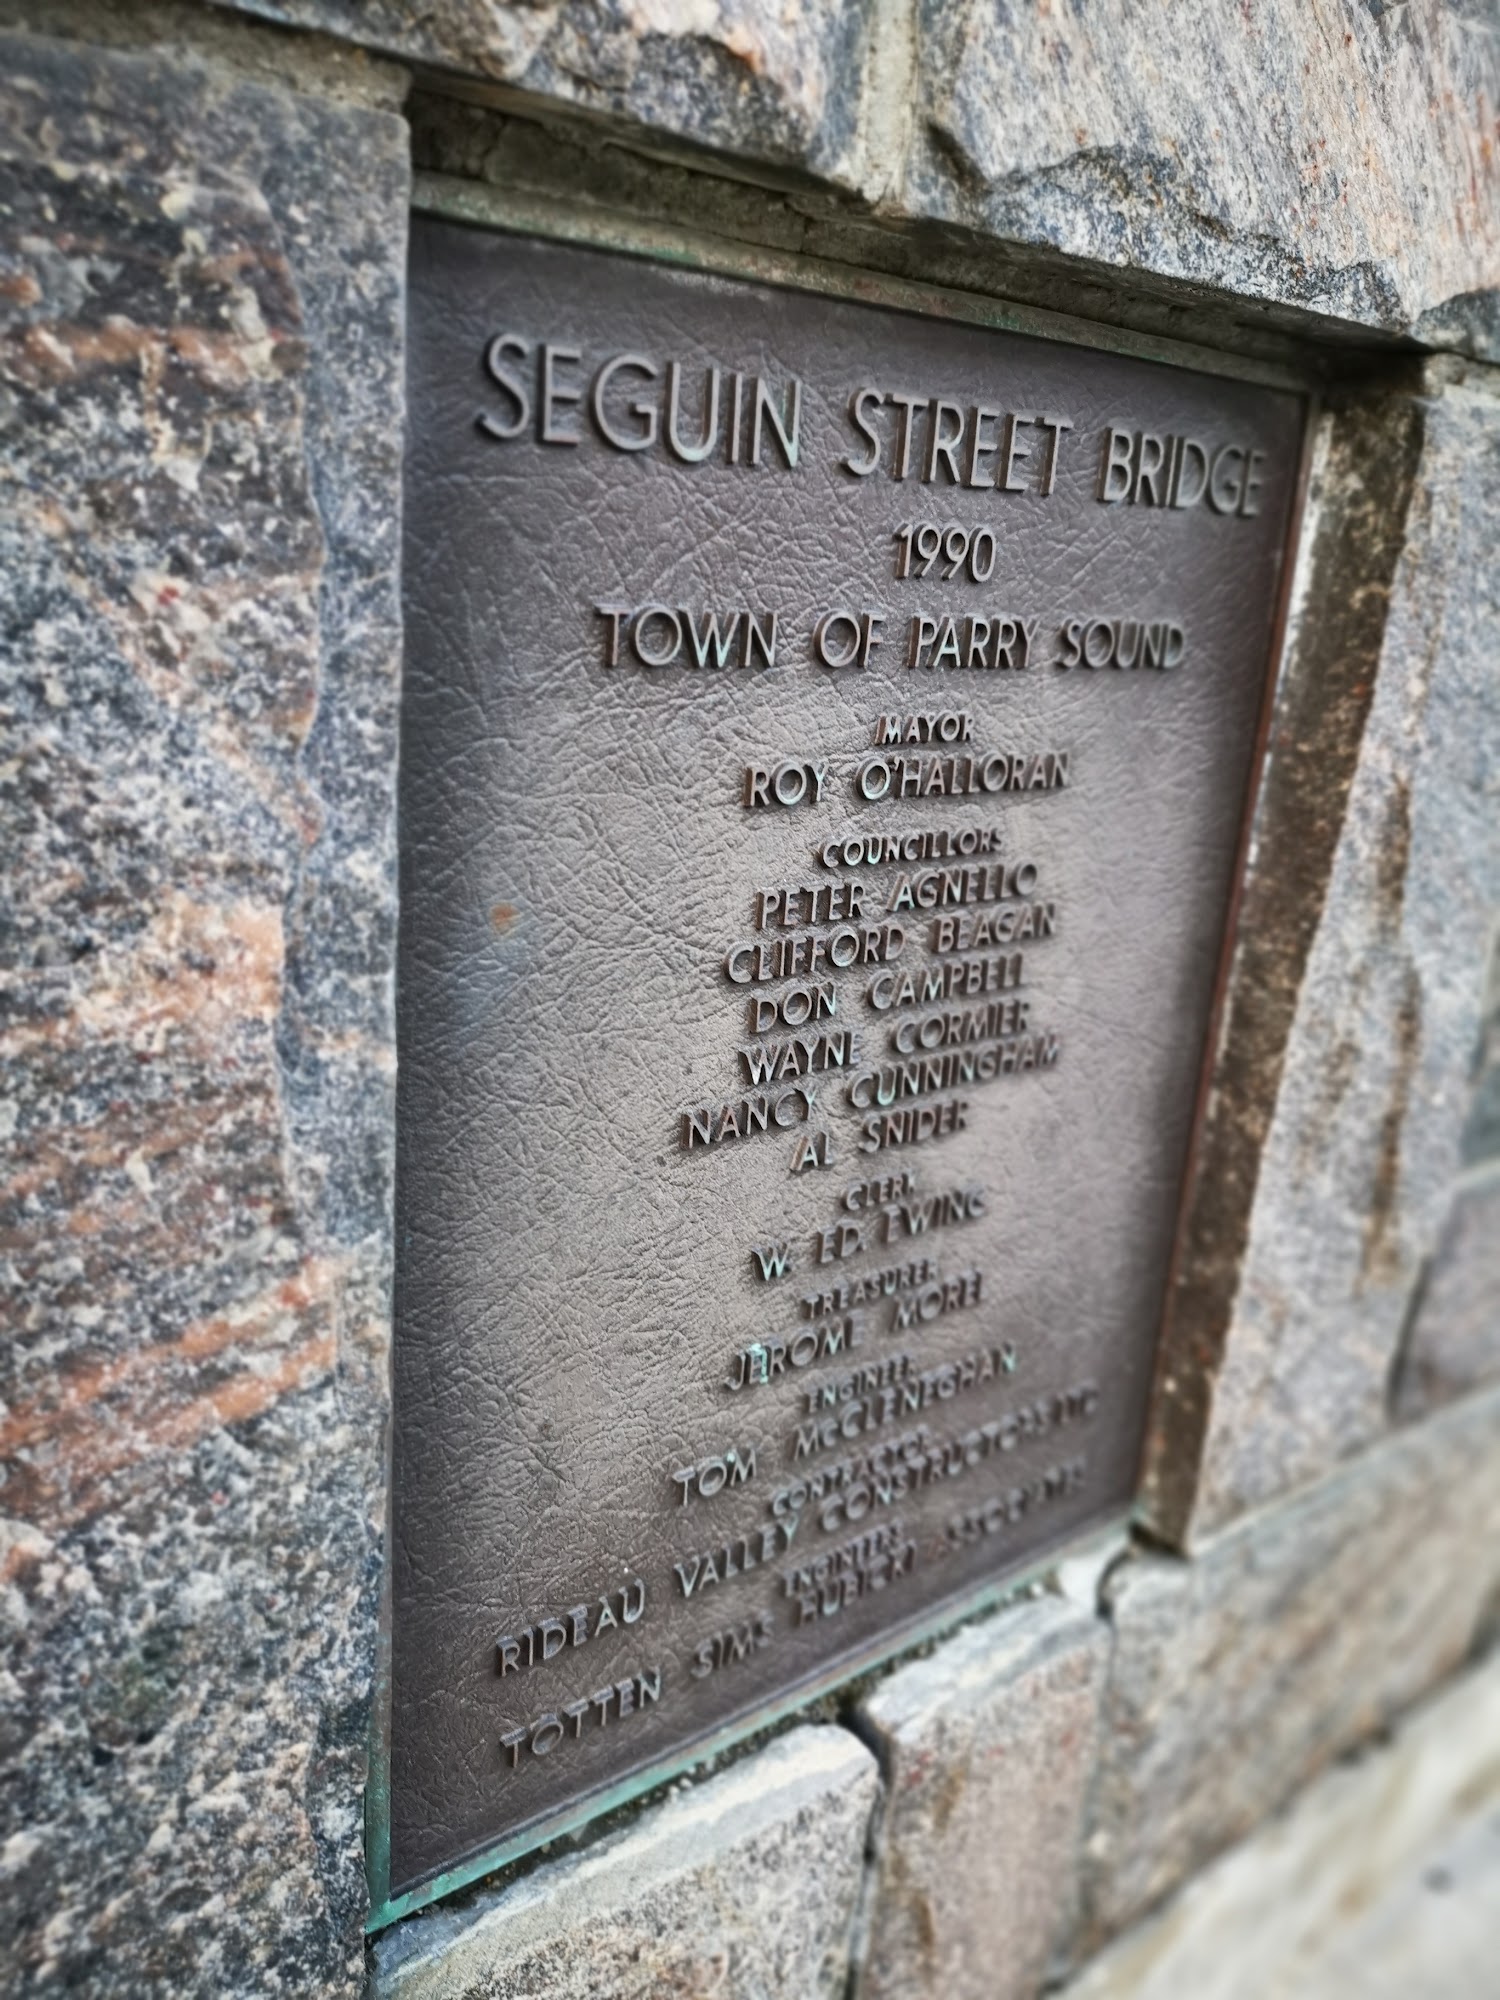 SEGUIN STREET BRIDGE
1990
TOWN OF PARRY SOUND
MAYOR
ROY O'HALLORAN
COUNCILLORS
PETER AGNELLO
CLIFFORD BEAGAN
DON CAMPBELL
WAYNE CORMIER
NANCY CUNNINGHAM
AL SNIDER
CLERK
W. ED. EWING
TREASURER
JEROME MORE
ENGINEER
TOM McCLENEGHAN
CONTRACTOR
RIDEAU VALLEY CONSTRUCTORS LTD
ENGINEERS
TOTTEN SIMS HUBICKI ASSOCIATES